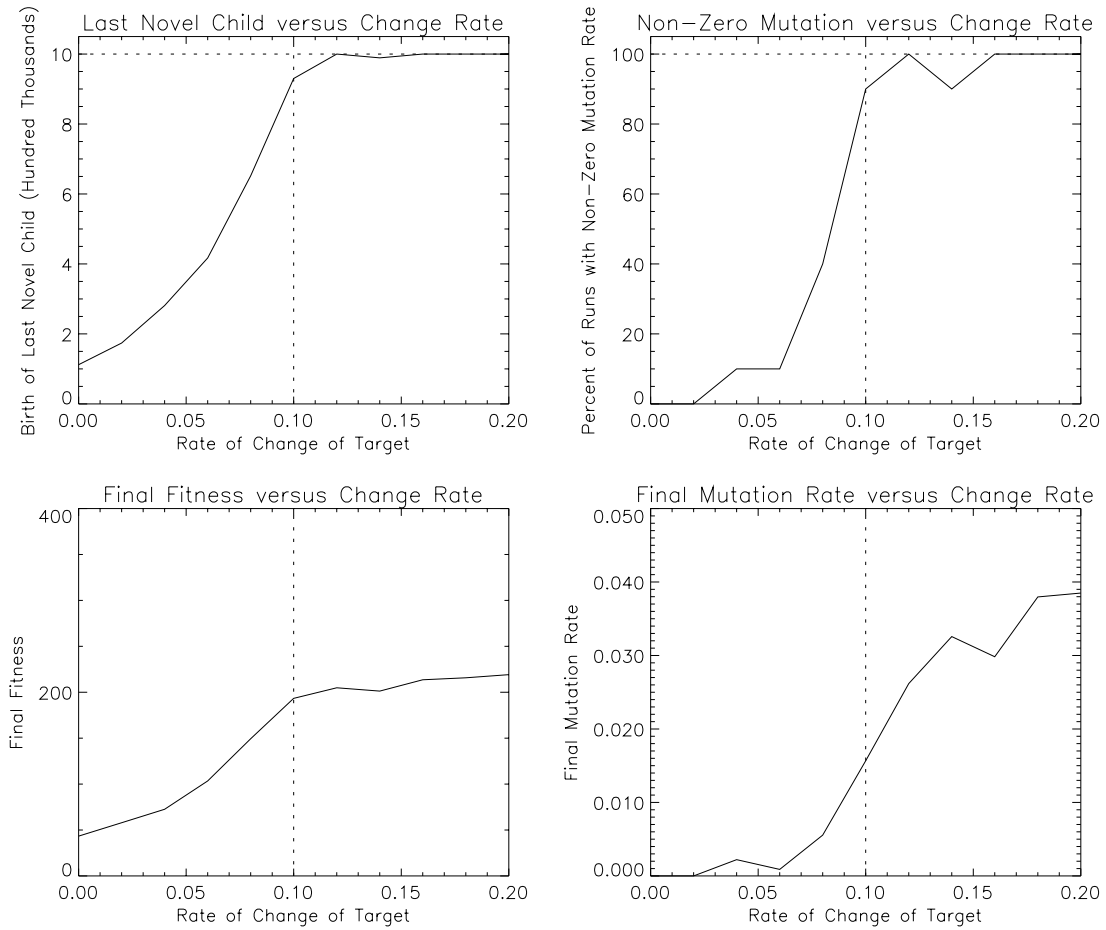 Last Novel Child versus Change Rate
Birth of Last Novel Child (Hundred Thousands)
10
8
6
4
2
0
0.00 0.05 0.10 0.15 0.20
Rate of Change of Target
Non-Zero Mutation versus Change Rate
Percent of Runs with Non-Zero Mutation Rate
100
80
60
40
20
0
0.00 0.05 0.10 0.15 0.20
Rate of Change of Target
Final Fitness versus Change Rate
Final Fitness
400
200
0
0.00 0.05 0.10 0.15 0.20
Rate of Change of Target
Final Mutation Rate versus Change Rate
Final Mutation Rate
0.050
0.040
0.030
0.020
0.010
0.000
0.00 0.05 0.10 0.15 0.20
Rate of Change of Target